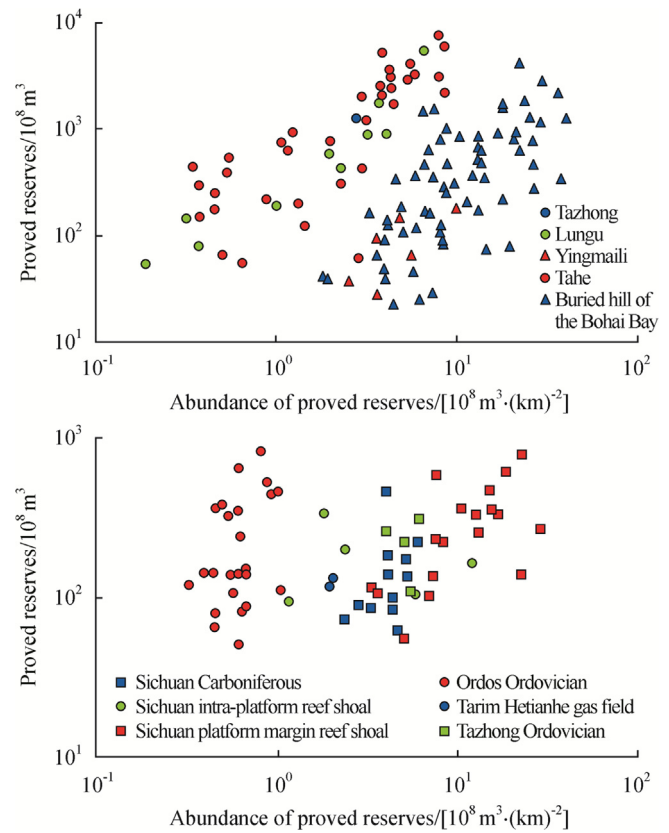 10^4
10^3
10^2
10^1
Proved reserves/10^8 m^3
Tazhong
Lungu
Yingmaili
Tahe
Buried hill of
the Bohai Bay
10^-1
10^0
10^1
10^2
Abundance of proved reserves/[10^8 m^3·(km)^-2]
10^3
10^2
10^1
Proved reserves/10^8 m^3
Sichuan Carboniferous
Sichuan intra-platform reef shoal
Sichuan platform margin reef shoal
Ordos Ordovician
Tarim Hetianhe gas field
Tazhong Ordovician
10^-1
10^0
10^1
10^2
Abundance of proved reserves/[10^8 m^3·(km)^-2]